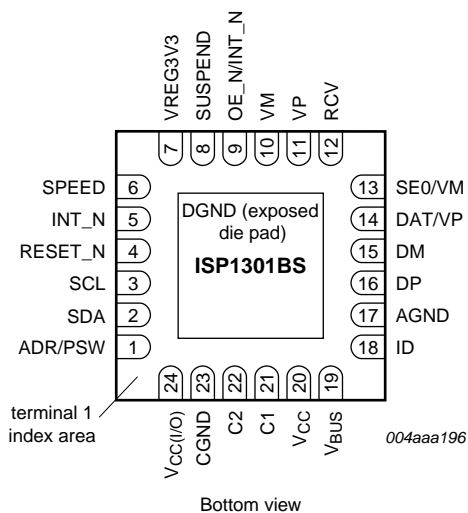 VREG3V3
SUSPEND
OE_N/INT_N
VM
VP
RCV
7
8
9
10
11
12
SPEED 6
INT_N 5
RESET_N 4
SCL 3
SDA 2
ADR/PSW 1
DGND (exposed
die pad)
ISP1301BS
13 SE0/VM
14 DAT/VP
15 DM
16 DP
17 AGND
18 ID
24
23
22
21
20
19
terminal 1
index area
VCC(I/O)
CGND
C2
C1
VCC
VBUS
004aaa196
Bottom view